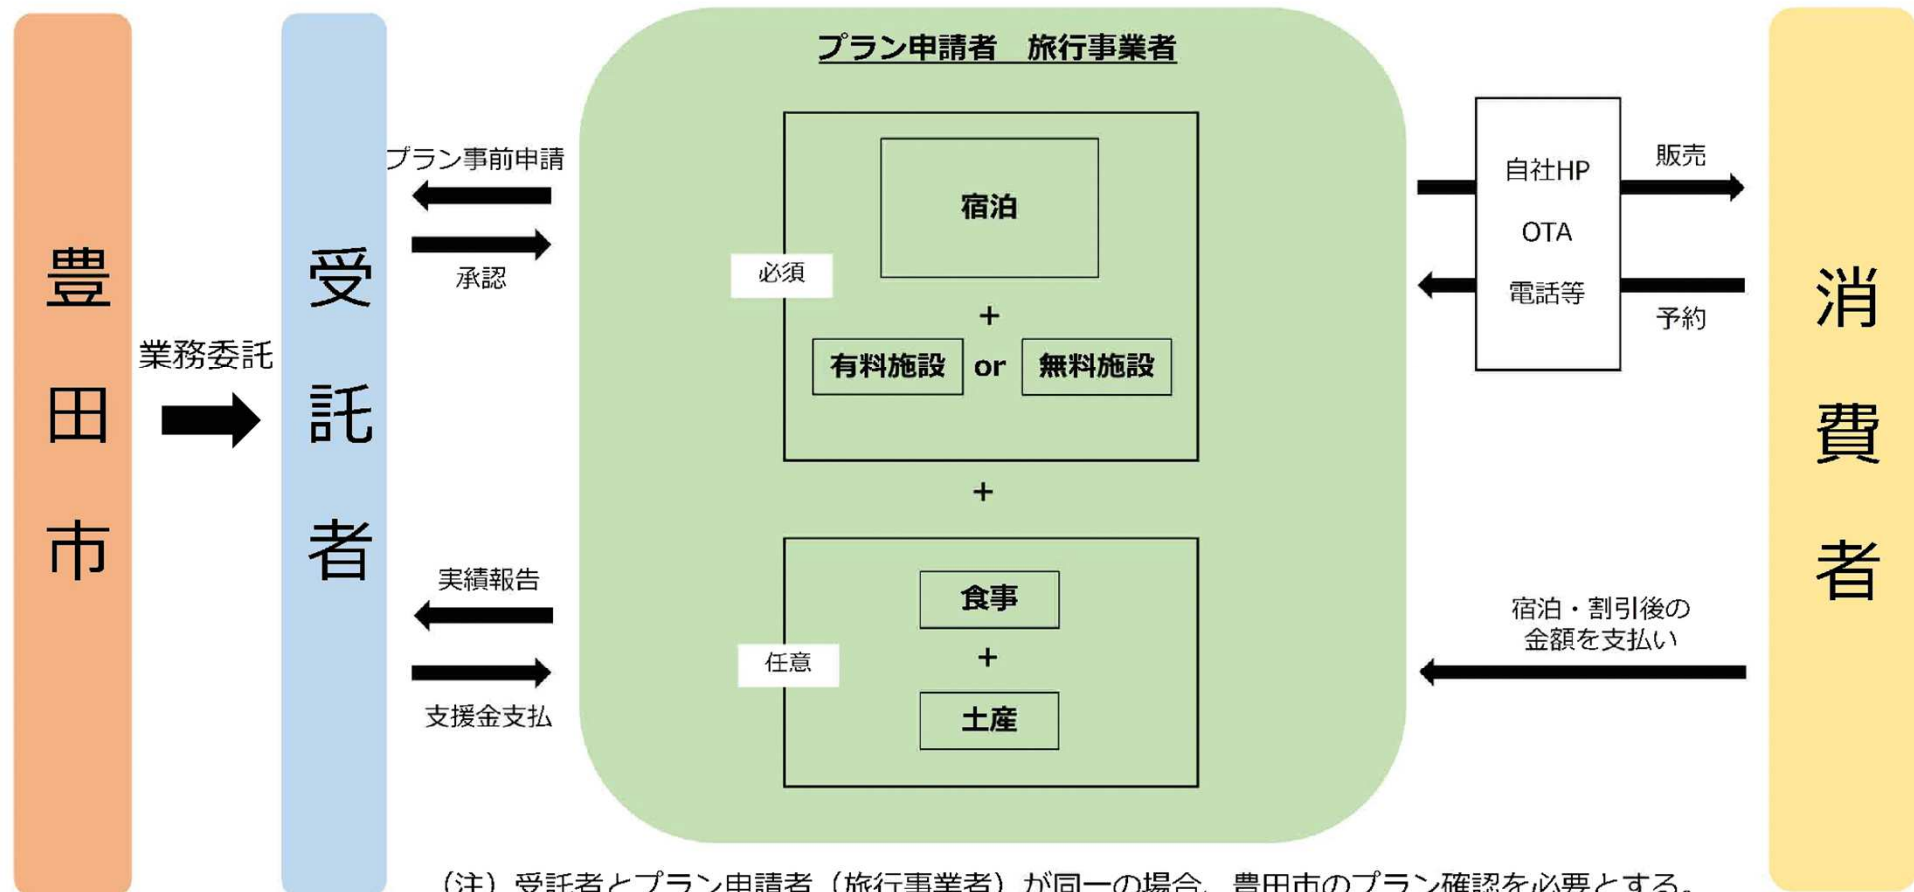 プラン申請者　旅行事業者
豊田市
業務委託
受託者
プラン事前申請
承認
実績報告
支援金支払
必須
宿泊
+
有料施設 or 無料施設
+
任意
食事
+
土産
自社HP
OTA
電話等
販売
予約
宿泊・割引後の
金額を支払い
消費者
（注）受託者とプラン申請者（旅行事業者）が同一の場合、豊田市のプラン確認を必要とする。